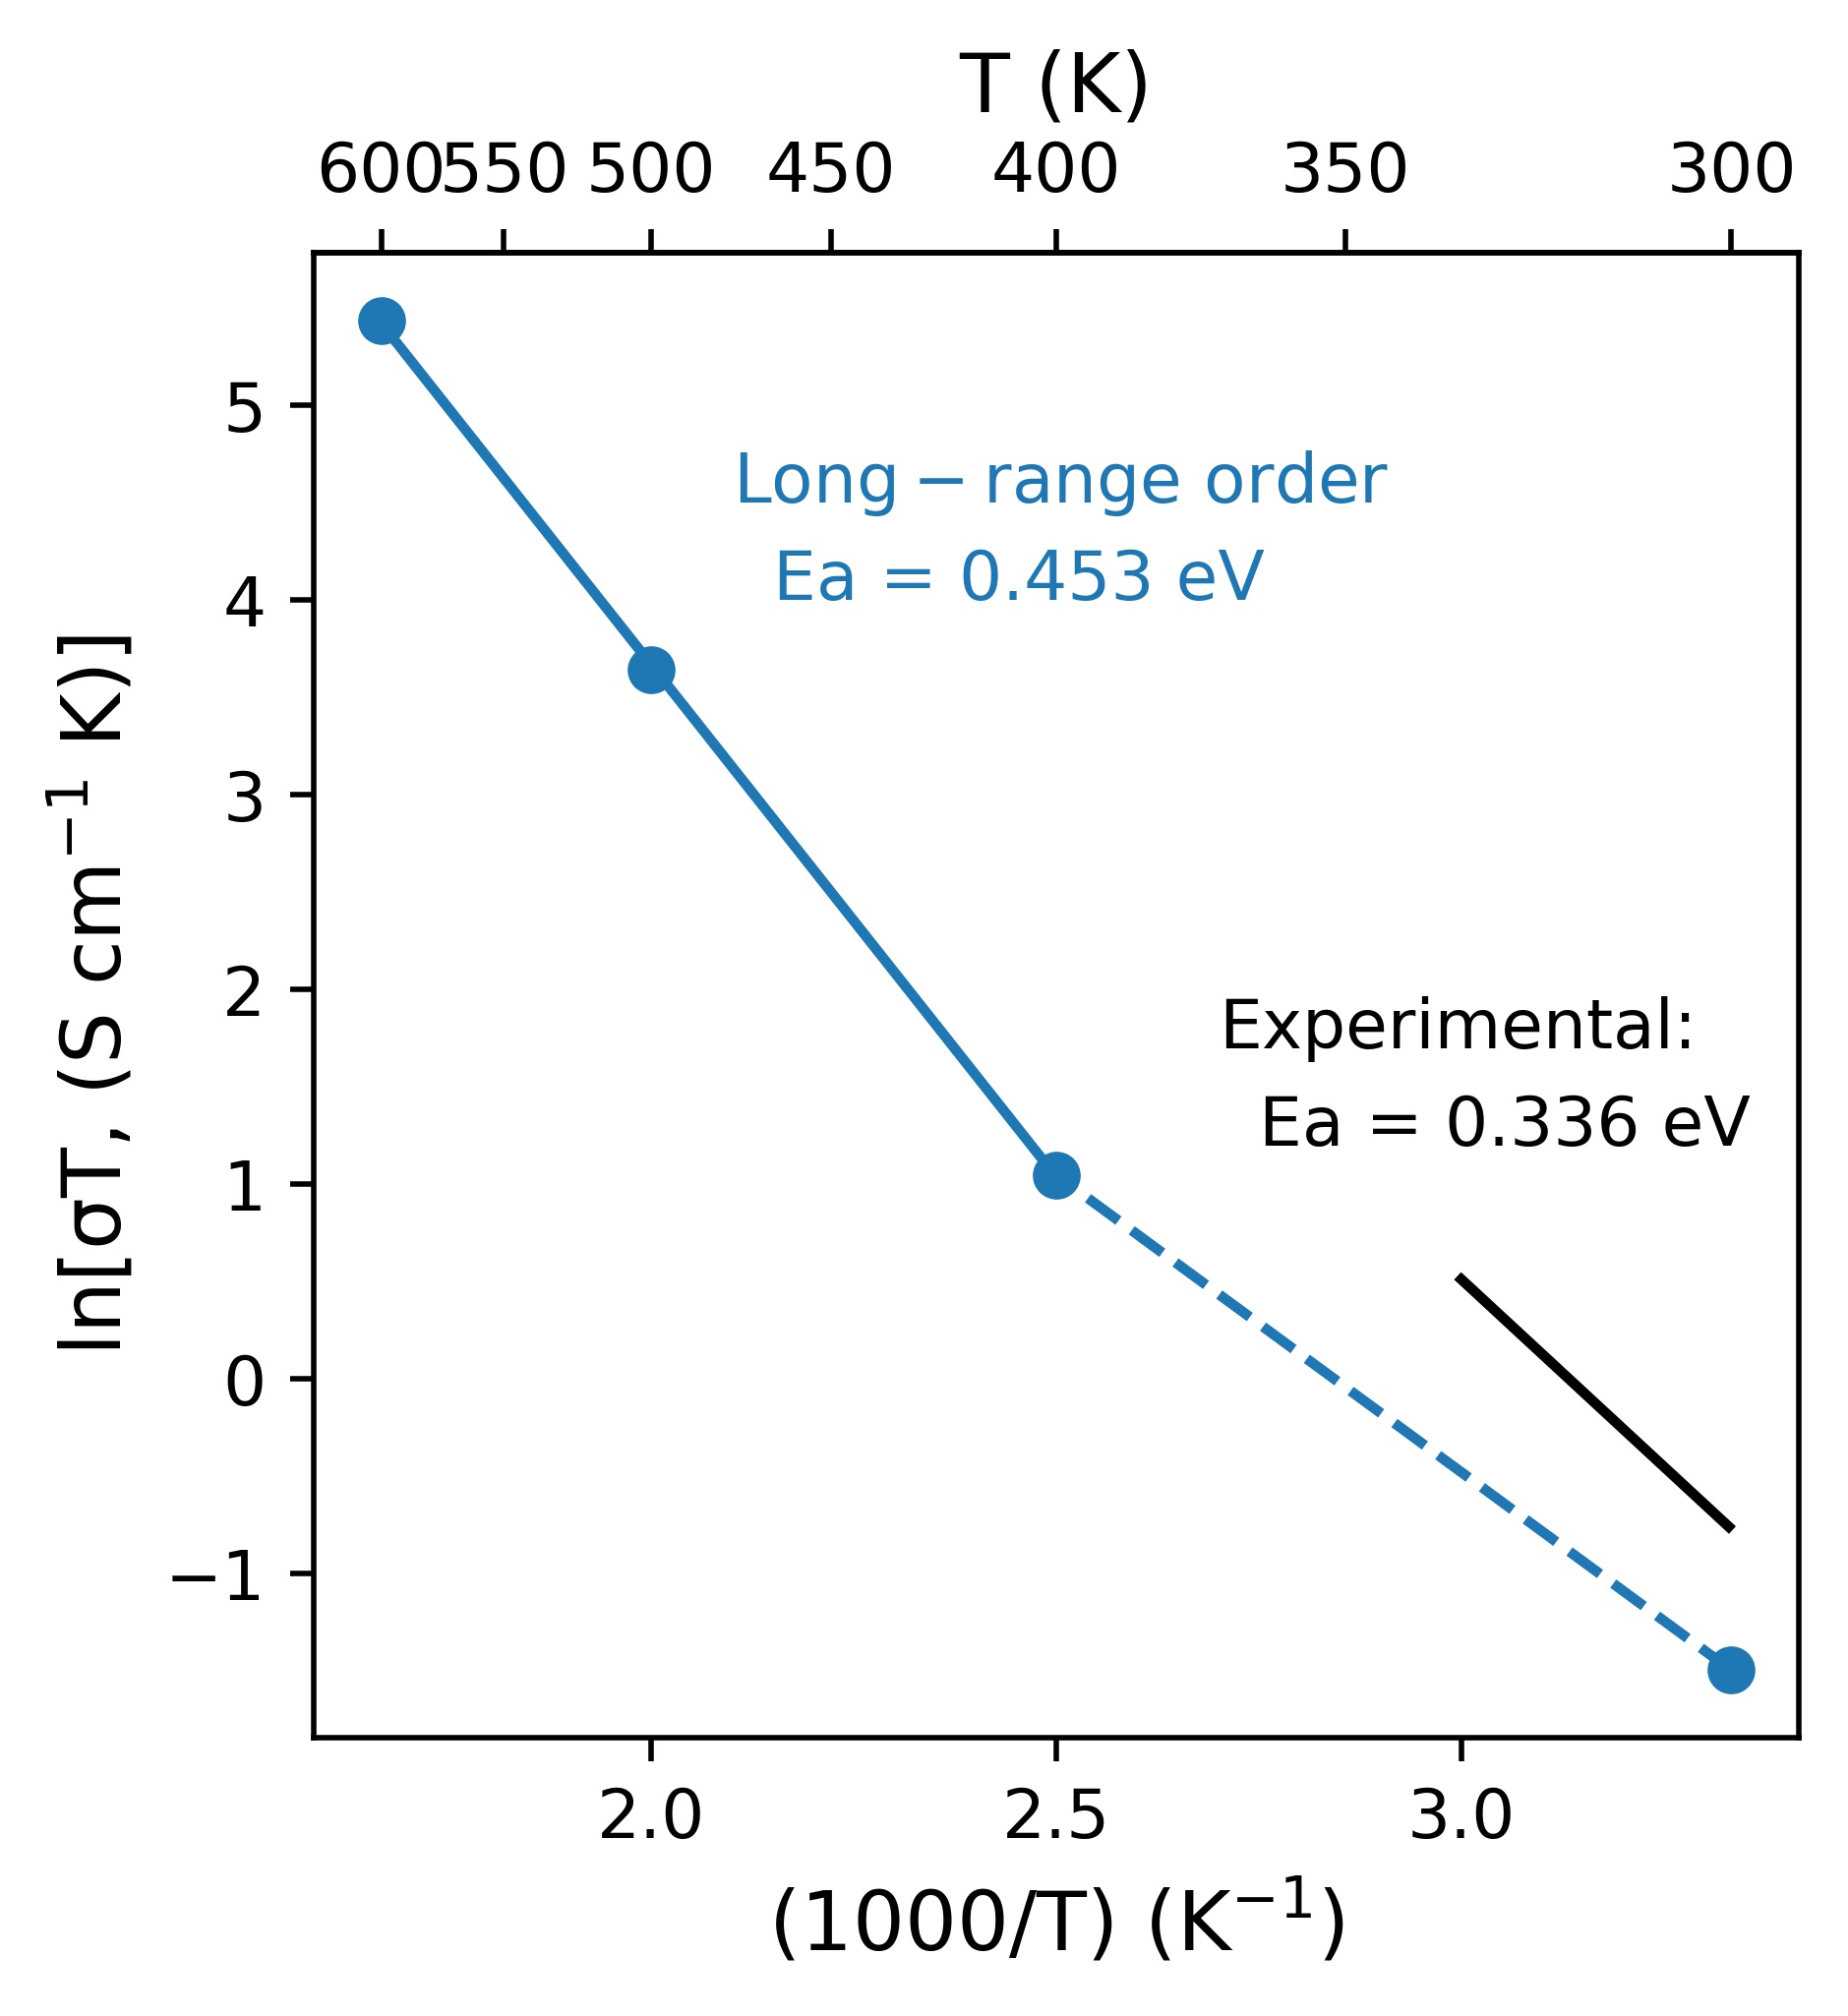 T (K)
600 550 500 450 400 350 300
5
Long − range order
Ea = 0.453 eV
4
3
2
Experimental:
Ea = 0.336 eV
1
0
−1
ln[σT, (S cm⁻¹ K)]
2.0 2.5 3.0
(1000/T) (K⁻¹)